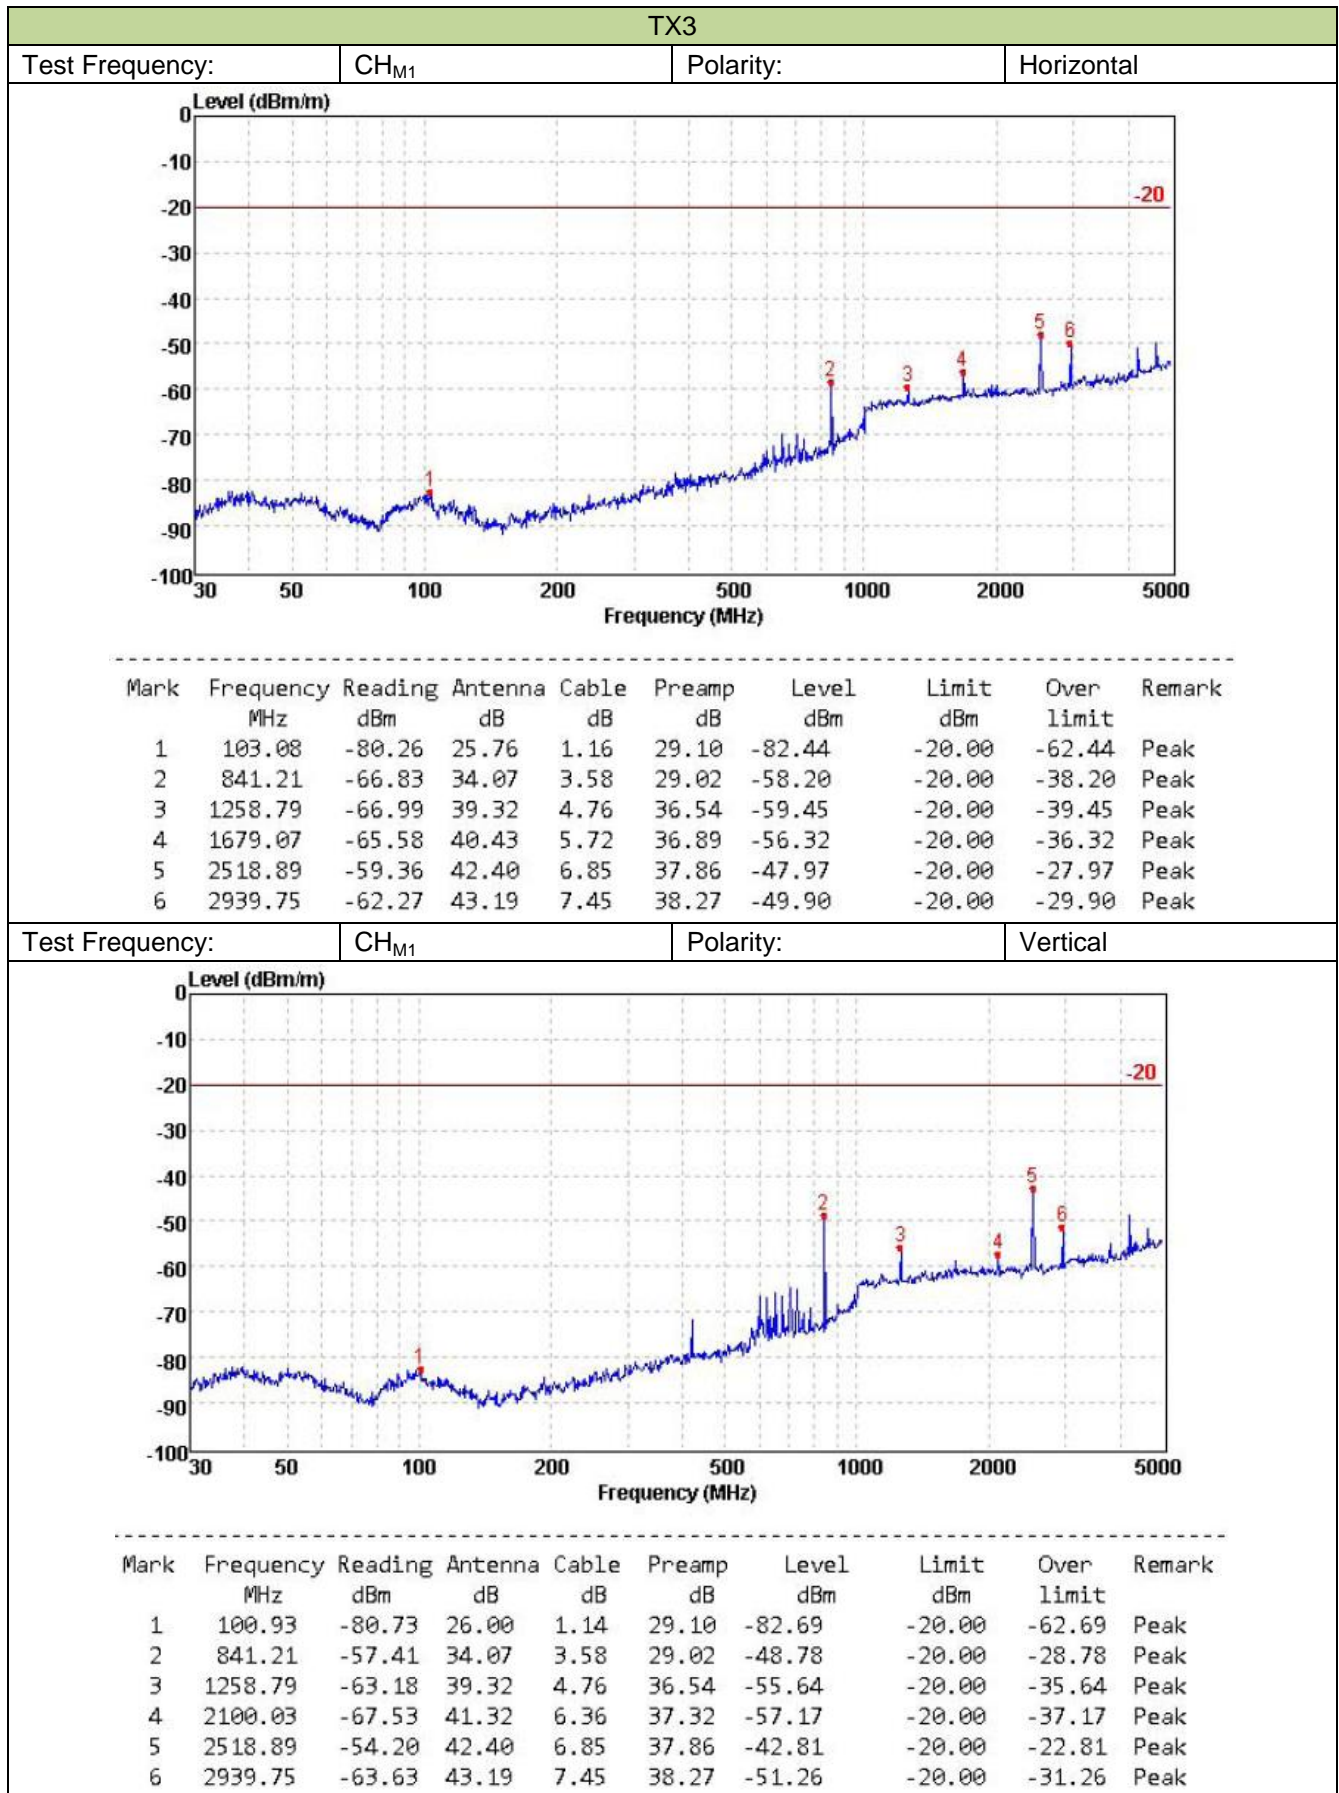 TX3
Test Frequency: CHM1 Polarity: Horizontal
Level (dBm/m)
0
-10
-20
-20
-30
-40
-50
-60
-70
-80
-90
-100
1 2 3 4 5 6
30 50 100 200 500 1000 2000 5000
Frequency (MHz)
Mark Frequency Reading Antenna Cable Preamp Level Limit Over Remark
MHz dBm dB dB dB dBm dBm limit
1 103.08 -80.26 25.76 1.16 29.10 -82.44 -20.00 -62.44 Peak
2 841.21 -66.83 34.07 3.58 29.02 -58.20 -20.00 -38.20 Peak
3 1258.79 -66.99 39.32 4.76 36.54 -59.45 -20.00 -39.45 Peak
4 1679.07 -65.58 40.43 5.72 36.89 -56.32 -20.00 -36.32 Peak
5 2518.89 -59.36 42.40 6.85 37.86 -47.97 -20.00 -27.97 Peak
6 2939.75 -62.27 43.19 7.45 38.27 -49.90 -20.00 -29.90 Peak
Test Frequency: CHM1 Polarity: Vertical
Level (dBm/m)
0
-10
-20
-20
-30
-40
-50
-60
-70
-80
-90
-100
1 2 3 4 5 6
30 50 100 200 500 1000 2000 5000
Frequency (MHz)
Mark Frequency Reading Antenna Cable Preamp Level Limit Over Remark
MHz dBm dB dB dB dBm dBm limit
1 100.93 -80.73 26.00 1.14 29.10 -82.69 -20.00 -62.69 Peak
2 841.21 -57.41 34.07 3.58 29.02 -48.78 -20.00 -28.78 Peak
3 1258.79 -63.18 39.32 4.76 36.54 -55.64 -20.00 -35.64 Peak
4 2100.03 -67.53 41.32 6.36 37.32 -57.17 -20.00 -37.17 Peak
5 2518.89 -54.20 42.40 6.85 37.86 -42.81 -20.00 -22.81 Peak
6 2939.75 -63.63 43.19 7.45 38.27 -51.26 -20.00 -31.26 Peak